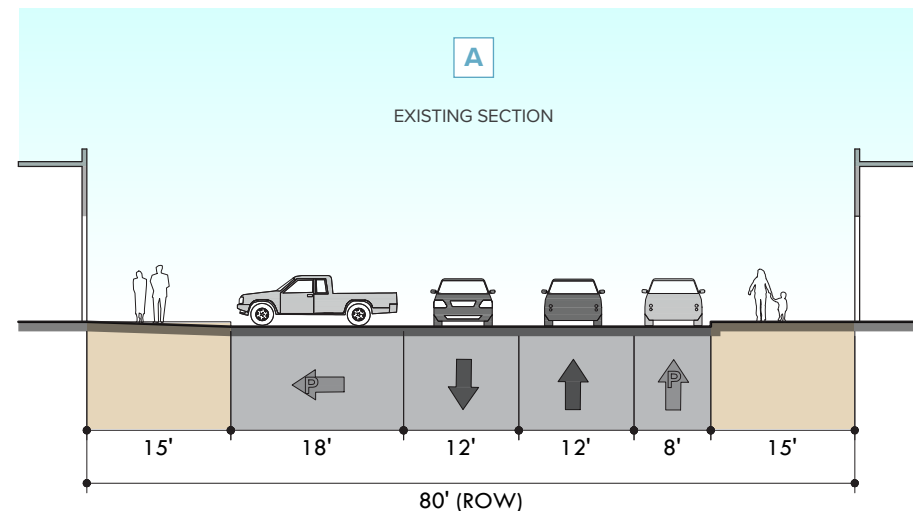 A
EXISTING SECTION
P
P
15' 18' 12' 12' 8' 15'
80' (ROW)